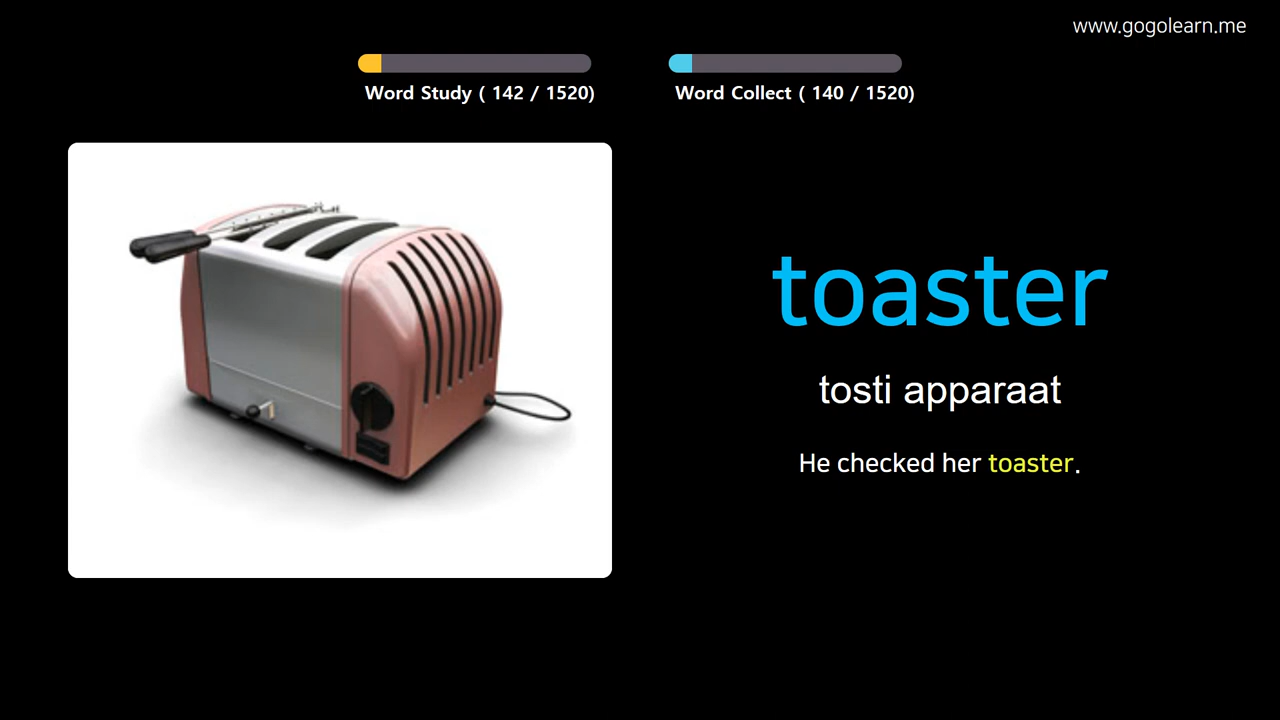 www.gogolearn.me
Word Study ( 142 / 1520)
Word Collect ( 140 / 1520)
toaster
tosti apparaat
He checked her toaster.